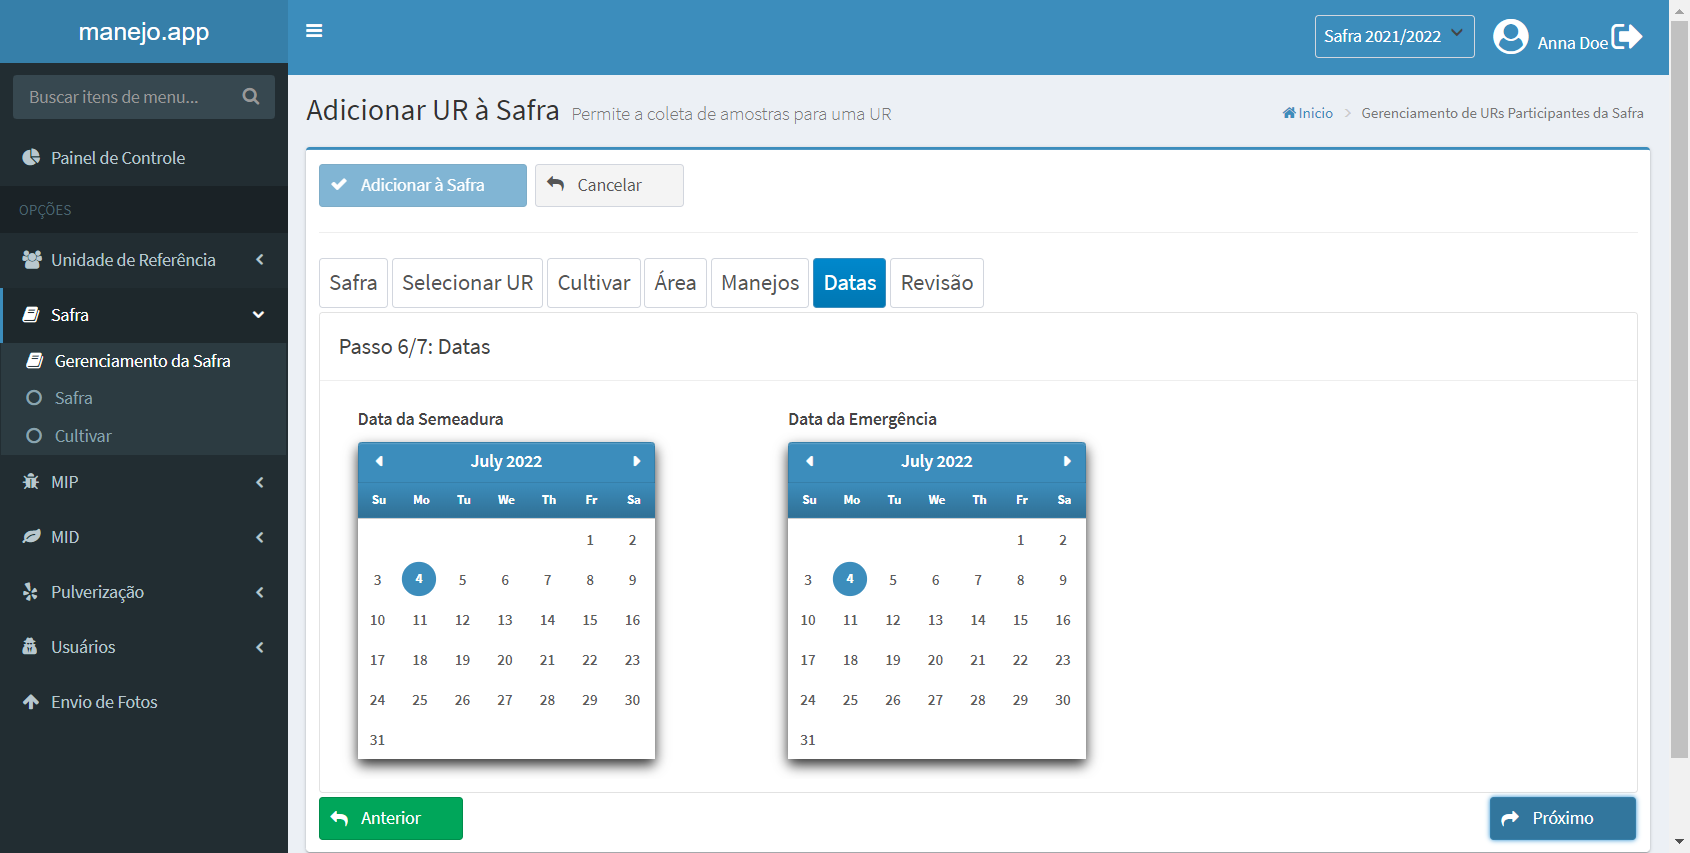 manejo.app
Safra 2021/2022
Anna Doe
Buscar itens de menu...
Painel de Controle
OPÇÕES
Unidade de Referência
Safra
Gerenciamento da Safra
Safra
Cultivar
MIP
MID
Pulverização
Usuários
Envio de Fotos
Adicionar UR à Safra Permite a coleta de amostras para uma UR
Inicio > Gerenciamento de URs Participantes da Safra
Adicionar à Safra
Cancelar
Safra
Selecionar UR
Cultivar
Área
Manejos
Datas
Revisão
Passo 6/7: Datas
Data da Semeadura
July 2022
Su Mo Tu We Th Fr Sa
1 2
3 4 5 6 7 8 9
10 11 12 13 14 15 16
17 18 19 20 21 22 23
24 25 26 27 28 29 30
31
Data da Emergência
July 2022
Su Mo Tu We Th Fr Sa
1 2
3 4 5 6 7 8 9
10 11 12 13 14 15 16
17 18 19 20 21 22 23
24 25 26 27 28 29 30
31
Anterior
Próximo